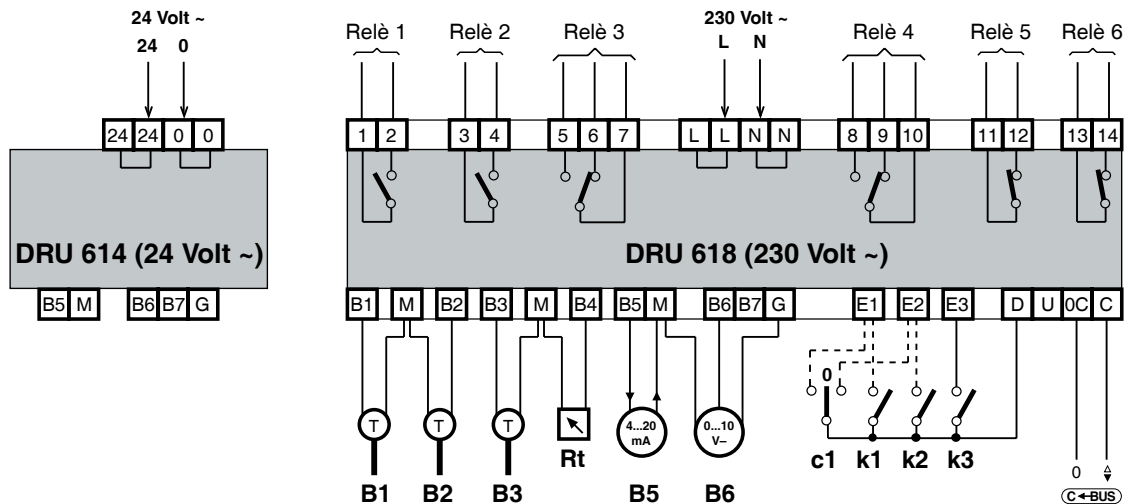 24 Volt ~
24 0
230 Volt ~
L N
Relè 1 Relè 2 Relè 3 Relè 4 Relè 5 Relè 6
24 24 0 0
1 2 3 4 5 6 7 L L N N 8 9 10 11 12 13 14
DRU 614 (24 Volt ~)
DRU 618 (230 Volt ~)
B5 M B6 B7 G
B1 M B2 B3 M B4 B5 M B6 B7 G E1 E2 E3 D U 0C C
0
T T T
4...20
mA
0...10
V–
Rt
c1 k1 k2 k3
B1 B2 B3 B5 B6
0
C BUS